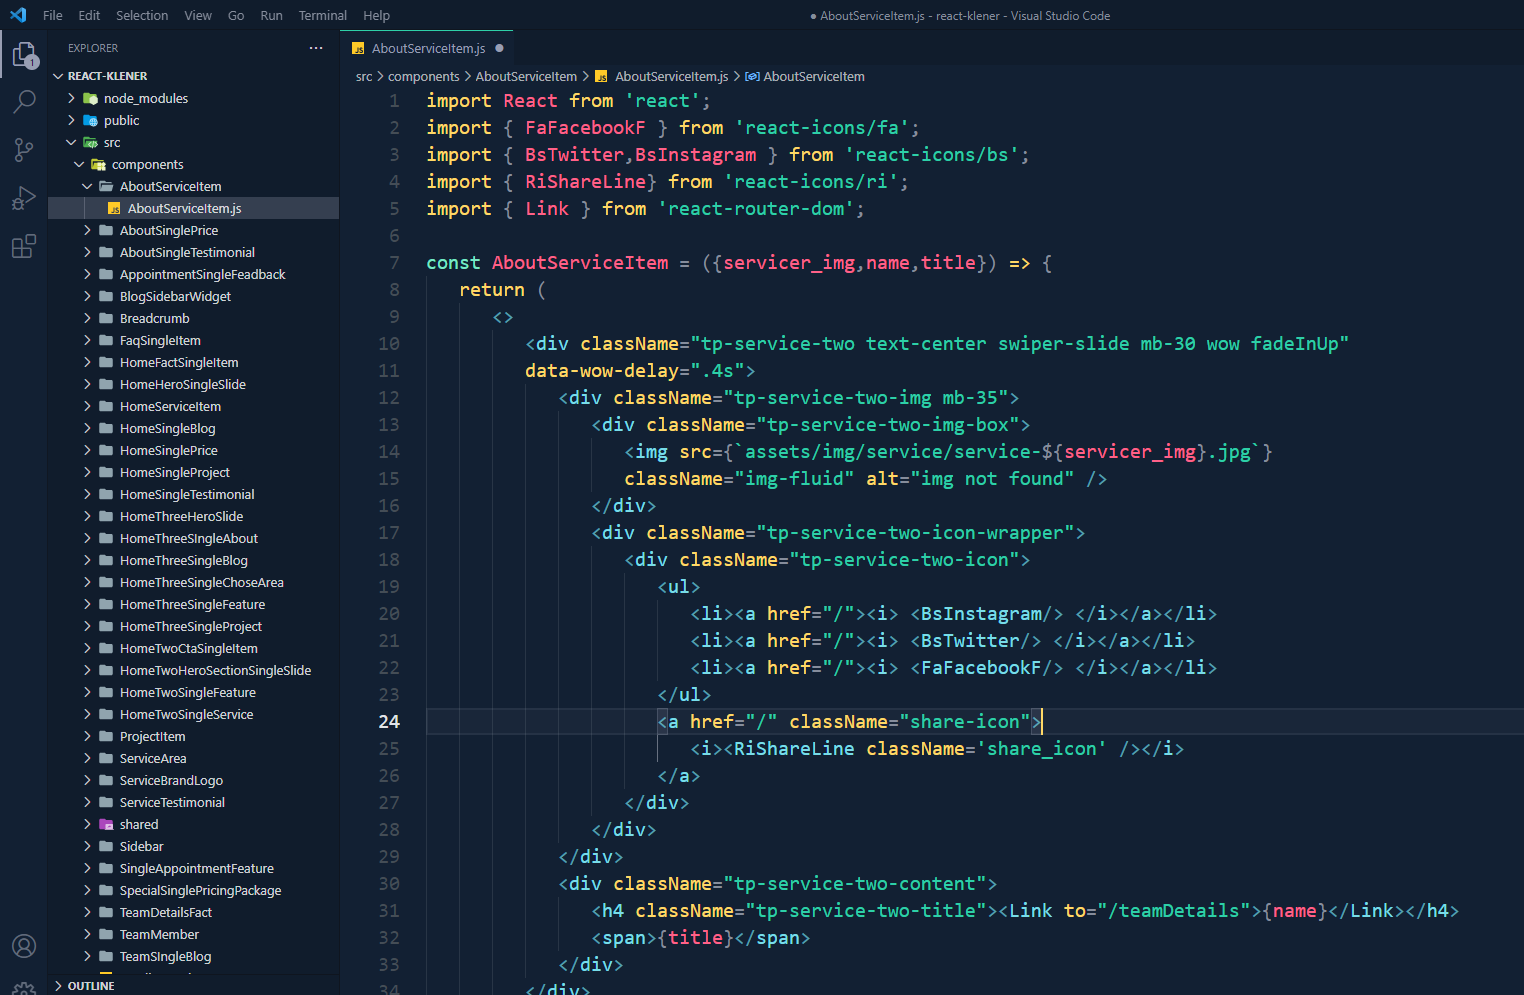 File Edit Selection View Go Run Terminal Help
● AboutServiceItem.js - react-klener - Visual Studio Code
EXPLORER ...
1
REACT-KLENER
node_modules
public
src
components
AboutServiceItem
JS AboutServiceItem.js
AboutSinglePrice
AboutSingleTestimonial
AppointmentSingleFeadback
BlogSidebarWidget
Breadcrumb
FaqSingleItem
HomeFactSingleItem
HomeHeroSingleSlide
HomeServiceItem
HomeSingleBlog
HomeSinglePrice
HomeSingleProject
HomeSingleTestimonial
HomeThreeHeroSlide
HomeThreeSIngleAbout
HomeThreeSingleBlog
HomeThreeSingleChoseArea
HomeThreeSingleFeature
HomeThreeSingleProject
HomeTwoCtaSingleItem
HomeTwoHeroSectionSingleSlide
HomeTwoSingleFeature
HomeTwoSingleService
ProjectItem
ServiceArea
ServiceBrandLogo
ServiceTestimonial
shared
Sidebar
SingleAppointmentFeature
SpecialSinglePricingPackage
TeamDetailsFact
TeamMember
TeamSIngleBlog
OUTLINE
JS AboutServiceItem.js ●
src > components > AboutServiceItem > JS AboutServiceItem.js > AboutServiceItem
1 import React from 'react';
2 import { FaFacebookF } from 'react-icons/fa';
3 import { BsTwitter,BsInstagram } from 'react-icons/bs';
4 import { RiShareLine} from 'react-icons/ri';
5 import { Link } from 'react-router-dom';
6
7 const AboutServiceItem = ({servicer_img,name,title}) => {
8 return (
9 <>
10 <div className="tp-service-two text-center swiper-slide mb-30 wow fadeInUp"
11 data-wow-delay=".4s">
12 <div className="tp-service-two-img mb-35">
13 <div className="tp-service-two-img-box">
14 <img src={`assets/img/service/service-${servicer_img}.jpg`}
15 className="img-fluid" alt="img not found" />
16 </div>
17 <div className="tp-service-two-icon-wrapper">
18 <div className="tp-service-two-icon">
19 <ul>
20 <li><a href="/"><i> <BsInstagram/> </i></a></li>
21 <li><a href="/"><i> <BsTwitter/> </i></a></li>
22 <li><a href="/"><i> <FaFacebookF/> </i></a></li>
23 </ul>
24 <a href="/" className="share-icon">
25 <i><RiShareLine className='share_icon' /></i>
26 </a>
27 </div>
28 </div>
29 </div>
30 <div className="tp-service-two-content">
31 <h4 className="tp-service-two-title"><Link to="/teamDetails">{name}</Link></h4>
32 <span>{title}</span>
33 </div>
34 </div>